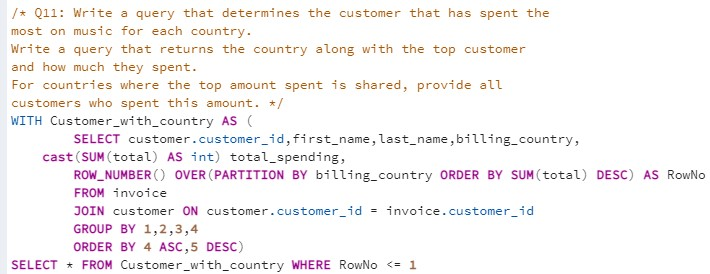 /* Q11: Write a query that determines the customer that has spent the
most on music for each country.
Write a query that returns the country along with the top customer
and how much they spent.
For countries where the top amount spent is shared, provide all
customers who spent this amount. */
WITH Customer_with_country AS (
SELECT customer.customer_id,first_name,last_name,billing_country,
cast(SUM(total) AS int) total_spending,
ROW_NUMBER() OVER(PARTITION BY billing_country ORDER BY SUM(total) DESC) AS RowNo
FROM invoice
JOIN customer ON customer.customer_id = invoice.customer_id
GROUP BY 1,2,3,4
ORDER BY 4 ASC,5 DESC)
SELECT * FROM Customer_with_country WHERE RowNo <= 1